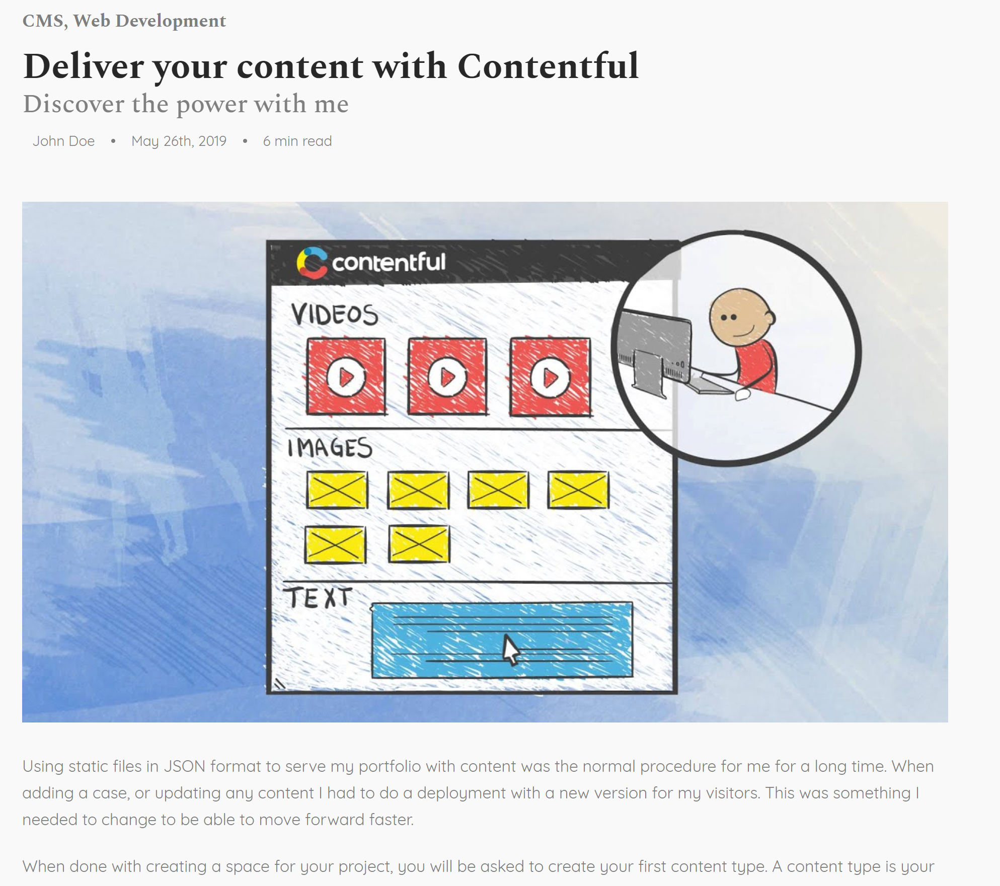 CMS, Web Development
Deliver your content with Contentful
Discover the power with me
John Doe • May 26th, 2019 • 6 min read
contentful
VIDEOS
IMAGES
TEXT
Using static files in JSON format to serve my portfolio with content was the normal procedure for me for a long time. When
adding a case, or updating any content I had to do a deployment with a new version for my visitors. This was something I
needed to change to be able to move forward faster.
When done with creating a space for your project, you will be asked to create your first content type. A content type is your